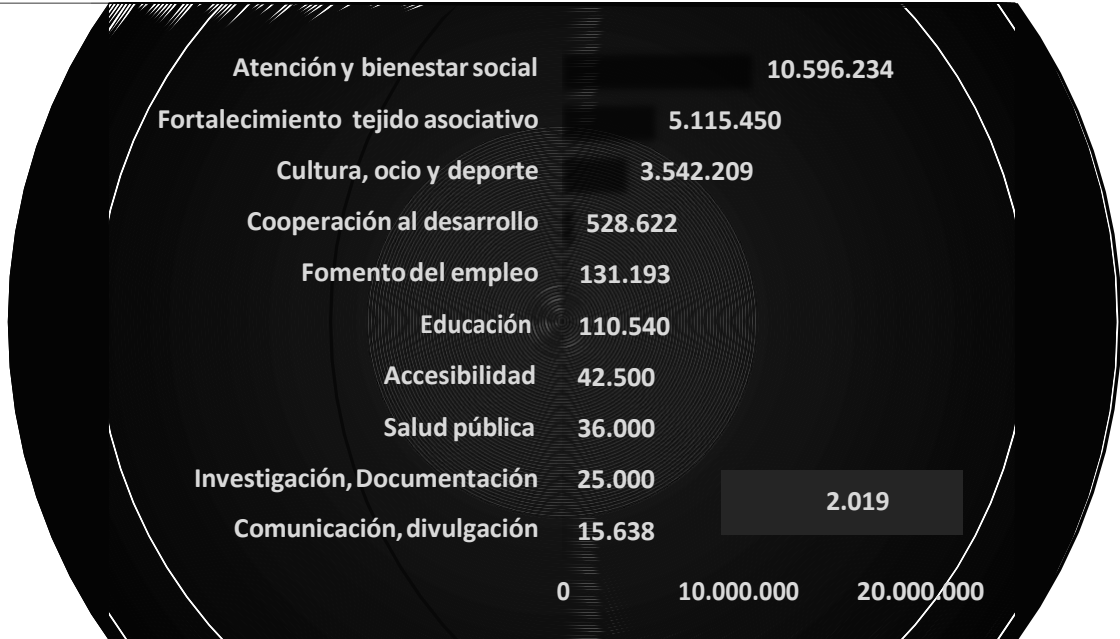 Atención y bienestar social 10.596.234
Fortalecimiento tejido asociativo 5.115.450
Cultura, ocio y deporte 3.542.209
Cooperación al desarrollo 528.622
Fomento del empleo 131.193
Educación 110.540
Accesibilidad 42.500
Salud pública 36.000
Investigación, Documentación 25.000
2.019
Comunicación, divulgación 15.638
0 10.000.000 20.000.000